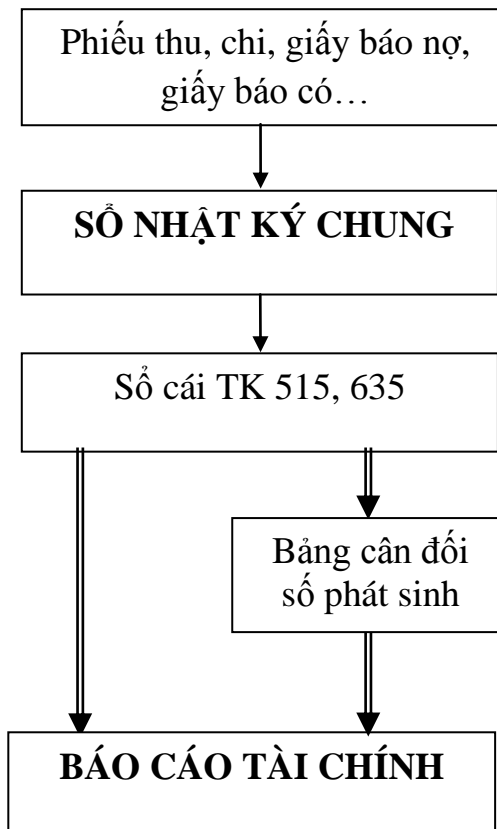 Phiếu thu, chi, giấy báo nợ,
giấy báo có…
SỔ NHẬT KÝ CHUNG
Sổ cái TK 515, 635
Bảng cân đối
số phát sinh
BÁO CÁO TÀI CHÍNH